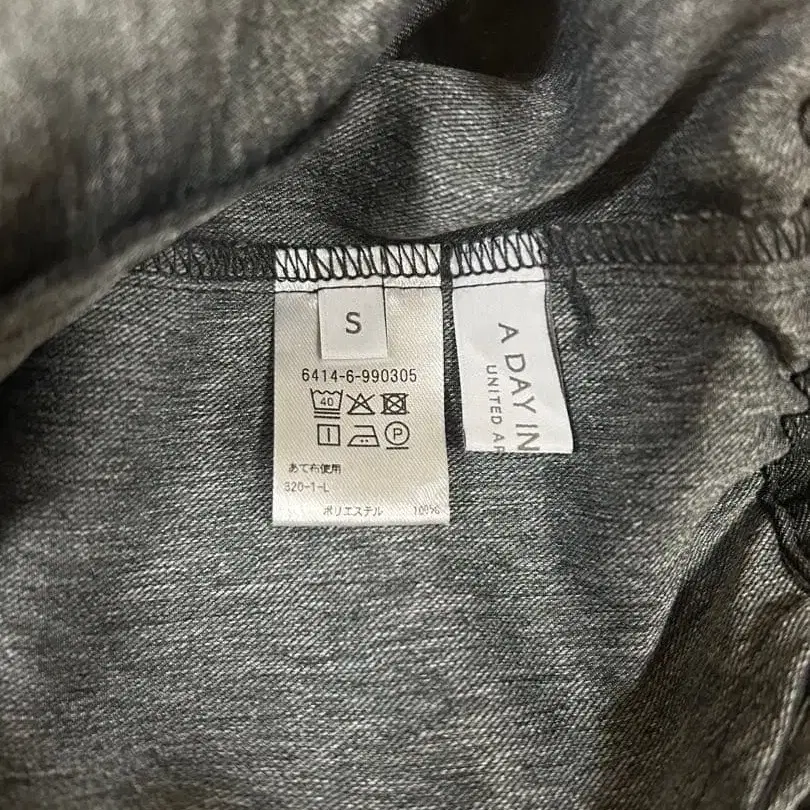 S
6414-6-990305
40
P
あて布使用
320-1-L
ポリエステル 100%
A DAY IN
UNITED AR